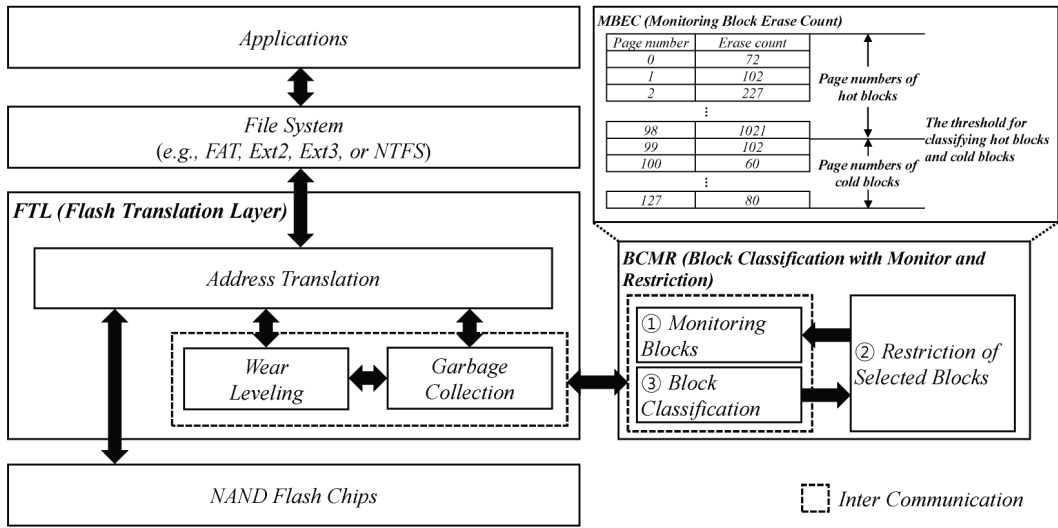 Applications
File System
(e.g., FAT, Ext2, Ext3, or NTFS)
FTL (Flash Translation Layer)
Address Translation
Wear
Leveling
Garbage
Collection
NAND Flash Chips
MBEC (Monitoring Block Erase Count)
Page number Erase count
0 72
1 102
2 227
⋮ 
98 1021
99 102
100 60
⋮
127 80
Page numbers of
hot blocks
Page numbers of
cold blocks
The threshold for
classifying hot blocks
and cold blocks
BCMR (Block Classification with Monitor and
Restriction)
① Monitoring
Blocks
③ Block
Classification
② Restriction of
Selected Blocks
Inter Communication